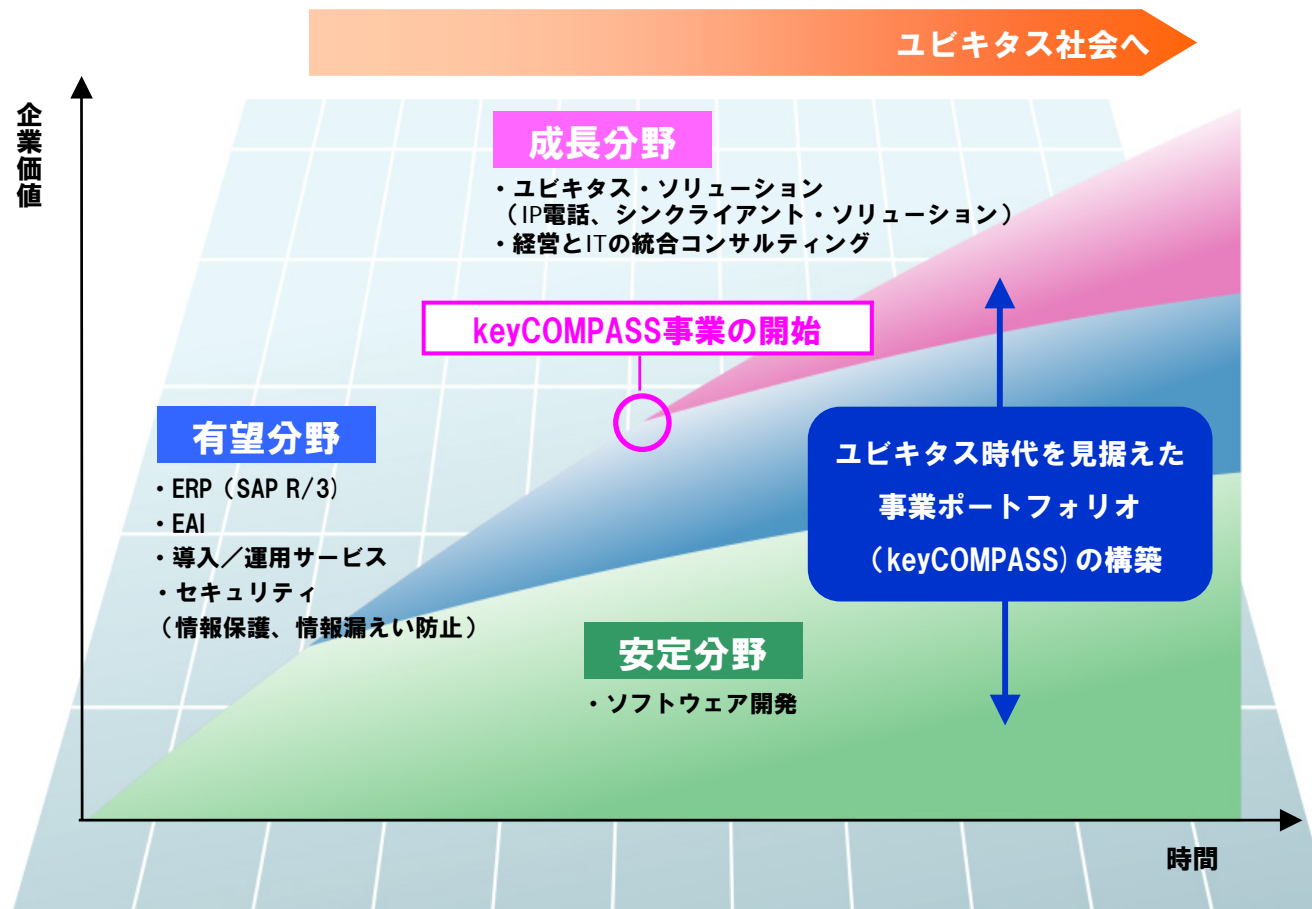 ユビキタス社会へ
企業価値
成長分野
・ユビキタス・ソリューション
（IP電話、シンクライアント・ソリューション）
・経営とITの統合コンサルティング
keyCOMPASS事業の開始
有望分野
・ERP（SAP R/3）
・EAI
・導入／運用サービス
・セキュリティ
（情報保護、情報漏えい防止）
ユビキタス時代を見据えた
事業ポートフォリオ
（keyCOMPASS）の構築
安定分野
・ソフトウェア開発
時間